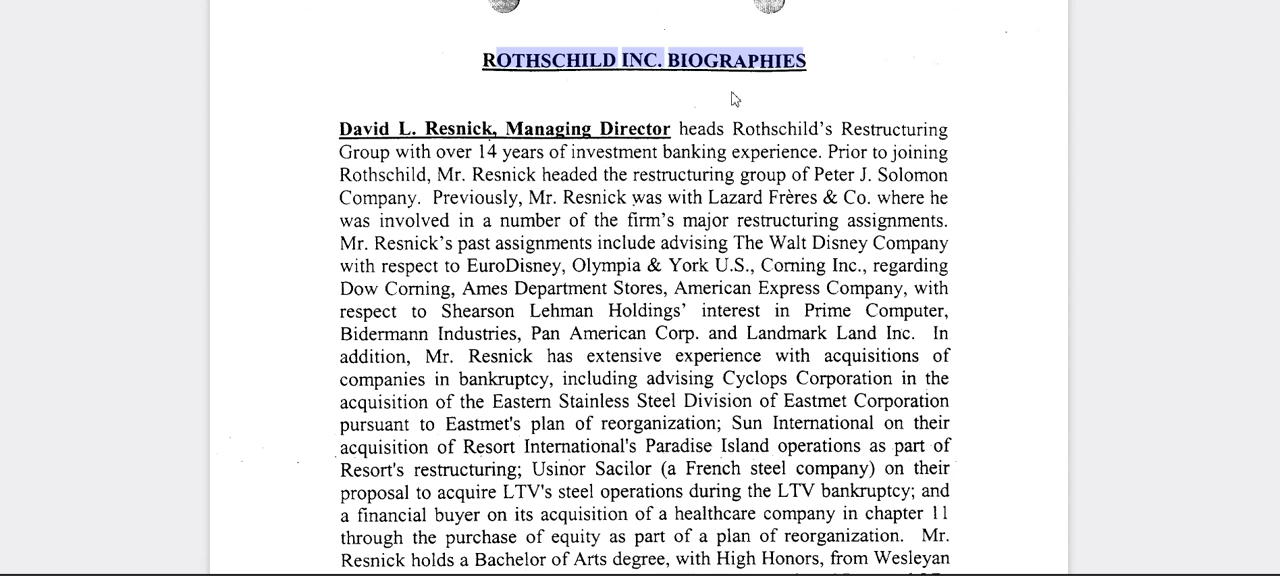 ROTHSCHILD INC. BIOGRAPHIES
David L. Resnick, Managing Director heads Rothschild's Restructuring
Group with over 14 years of investment banking experience. Prior to joining
Rothschild, Mr. Resnick headed the restructuring group of Peter J. Solomon
Company. Previously, Mr. Resnick was with Lazard Frères & Co. where he
was involved in a number of the firm's major restructuring assignments.
Mr. Resnick's past assignments include advising The Walt Disney Company
with respect to EuroDisney, Olympia & York U.S., Corning Inc., regarding
Dow Corning, Ames Department Stores, American Express Company, with
respect to Shearson Lehman Holdings' interest in Prime Computer,
Bidermann Industries, Pan American Corp. and Landmark Land Inc. In
addition, Mr. Resnick has extensive experience with acquisitions of
companies in bankruptcy, including advising Cyclops Corporation in the
acquisition of the Eastern Stainless Steel Division of Eastmet Corporation
pursuant to Eastmet's plan of reorganization; Sun International on their
acquisition of Resort International's Paradise Island operations as part of
Resort's restructuring; Usinor Sacilor (a French steel company) on their
proposal to acquire LTV's steel operations during the LTV bankruptcy; and
a financial buyer on its acquisition of a healthcare company in chapter 11
through the purchase of equity as part of a plan of reorganization. Mr.
Resnick holds a Bachelor of Arts degree, with High Honors, from Wesleyan